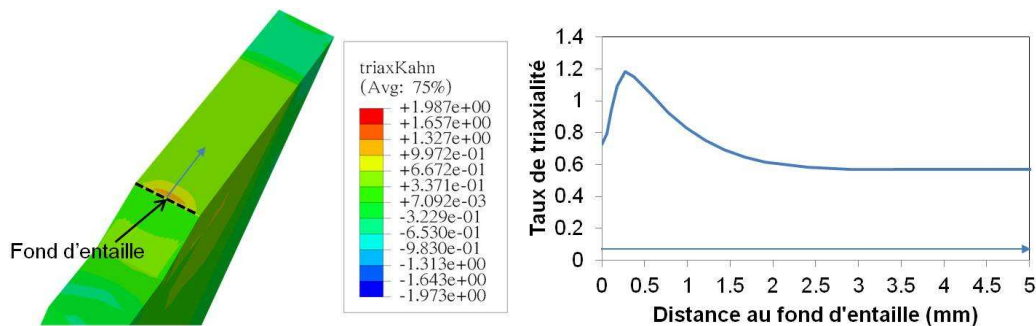 triaxKahn
(Avg: 75%)
+1.987e+00
+1.657e+00
+1.327e+00
+9.972e-01
+6.672e-01
+3.371e-01
+7.092e-03
-3.229e-01
-6.530e-01
-9.830e-01
-1.313e+00
-1.643e+00
-1.973e+00
Fond d'entaille
Taux de triaxialité
1.4
1.2
1
0.8
0.6
0.4
0.2
0
0 0.5 1 1.5 2 2.5 3 3.5 4 4.5 5
Distance au fond d'entaille (mm)